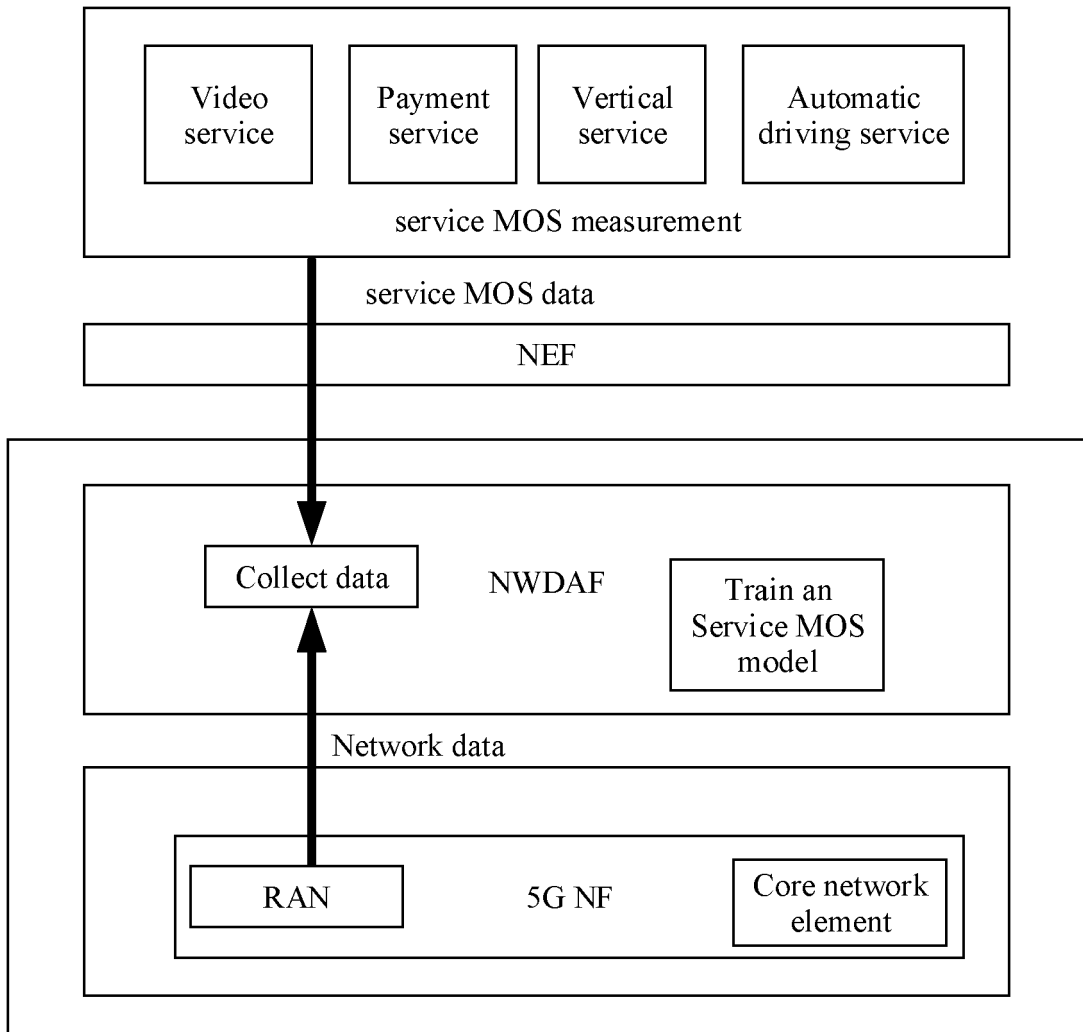 Video
service
Payment
service
Vertical
service
Automatic
driving service
service MOS measurement
service MOS data
NEF
Collect data
NWDAF
Train an
Service MOS
model
Network data
RAN
5G NF
Core network
element